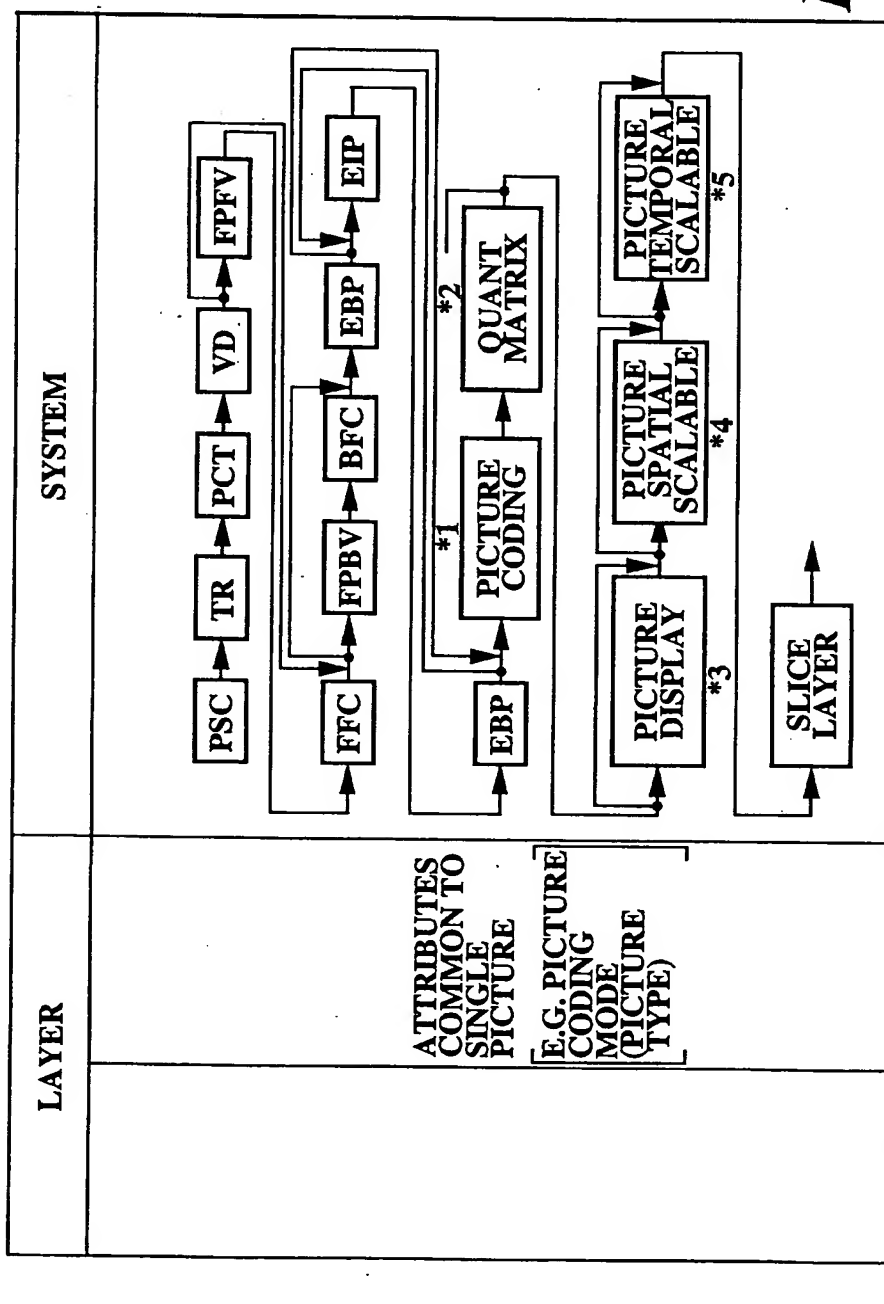 LAYER
SYSTEM
ATTRIBUTES
COMMON TO
SINGLE
PICTURE
E.G. PICTURE
CODING
MODE
(PICTURE
TYPE)
PSC
TR
PCT
VD
FPFV
FFC
FPBV
BFC
EBP
EIP
EBP
*1
PICTURE
CODING
*2
QUANT
MATRIX
PICTURE
DISPLAY
*3
PICTURE
SPATIAL
SCALABLE
*4
PICTURE
TEMPORAL
SCALABLE
*5
SLICE
LAYER